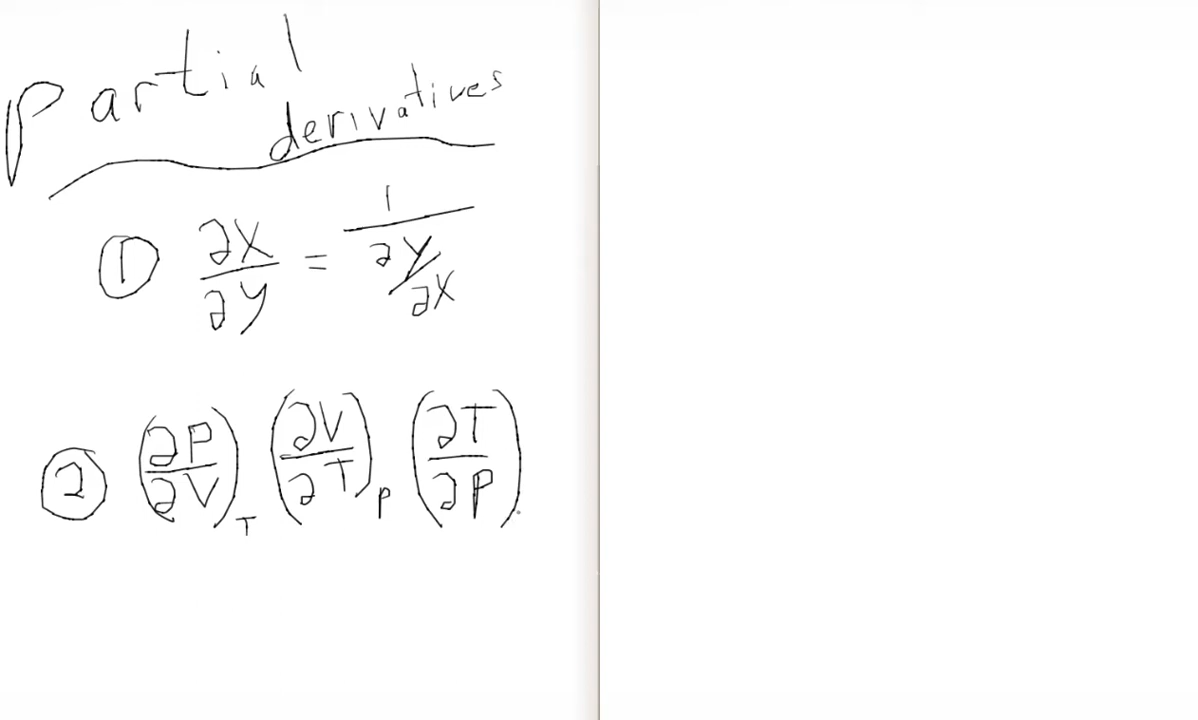 Partial
derivatives
① ∂X/∂Y = 1/(∂Y/∂X)
② (∂P/∂V)_T (∂V/∂T)_P (∂T/∂P)